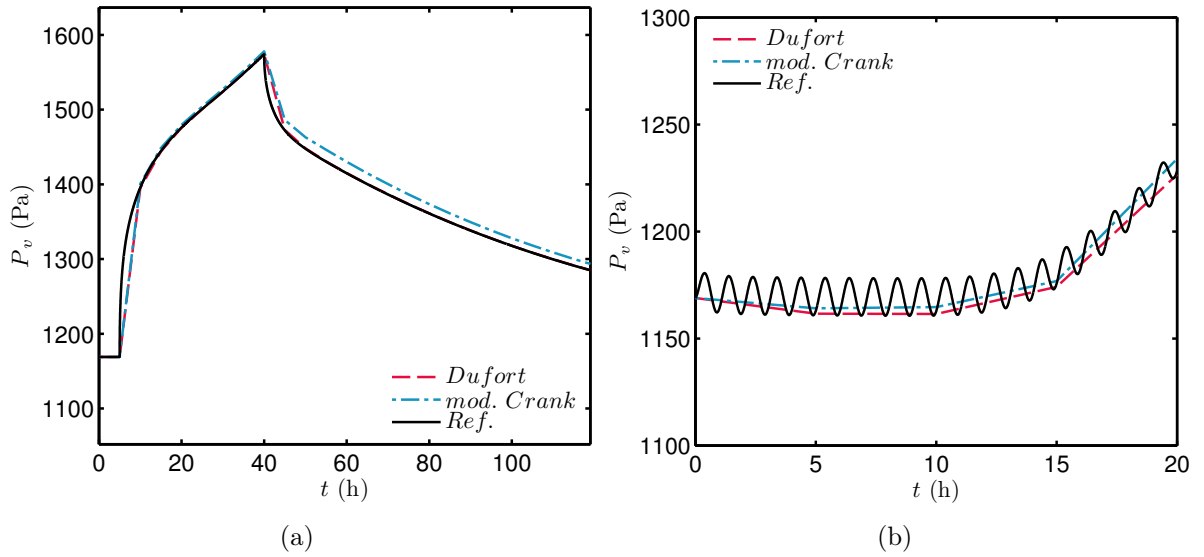 1600
1500
1400
1300
1200
1100
P_v (Pa)
Dufort
mod. Crank
Ref.
0 20 40 60 80 100
t (h)
(a)
1300
1250
1200
1150
1100
P_v (Pa)
Dufort
mod. Crank
Ref.
0 5 10 15 20
t (h)
(b)